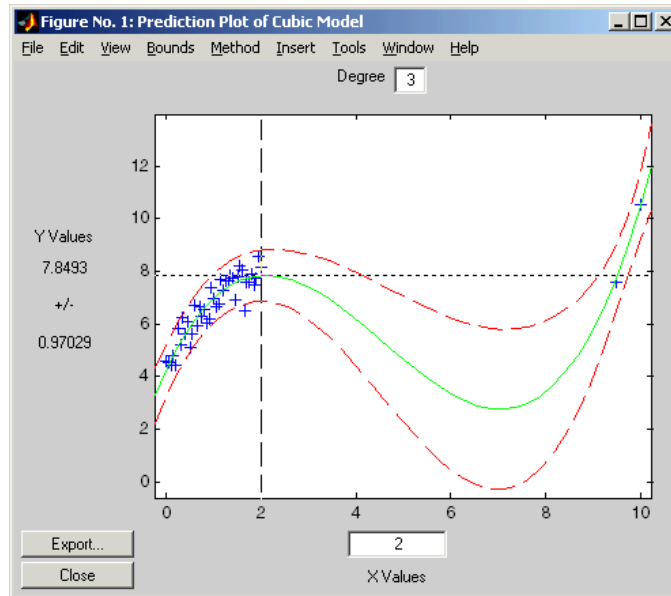 Figure No. 1: Prediction Plot of Cubic Model
File Edit View Bounds Method Insert Tools Window Help
Degree 3
12
10
8
6
4
2
0
Y Values
7.8493
+/-
0.97029
0 2 4 6 8 10
Export...
2
Close
X Values